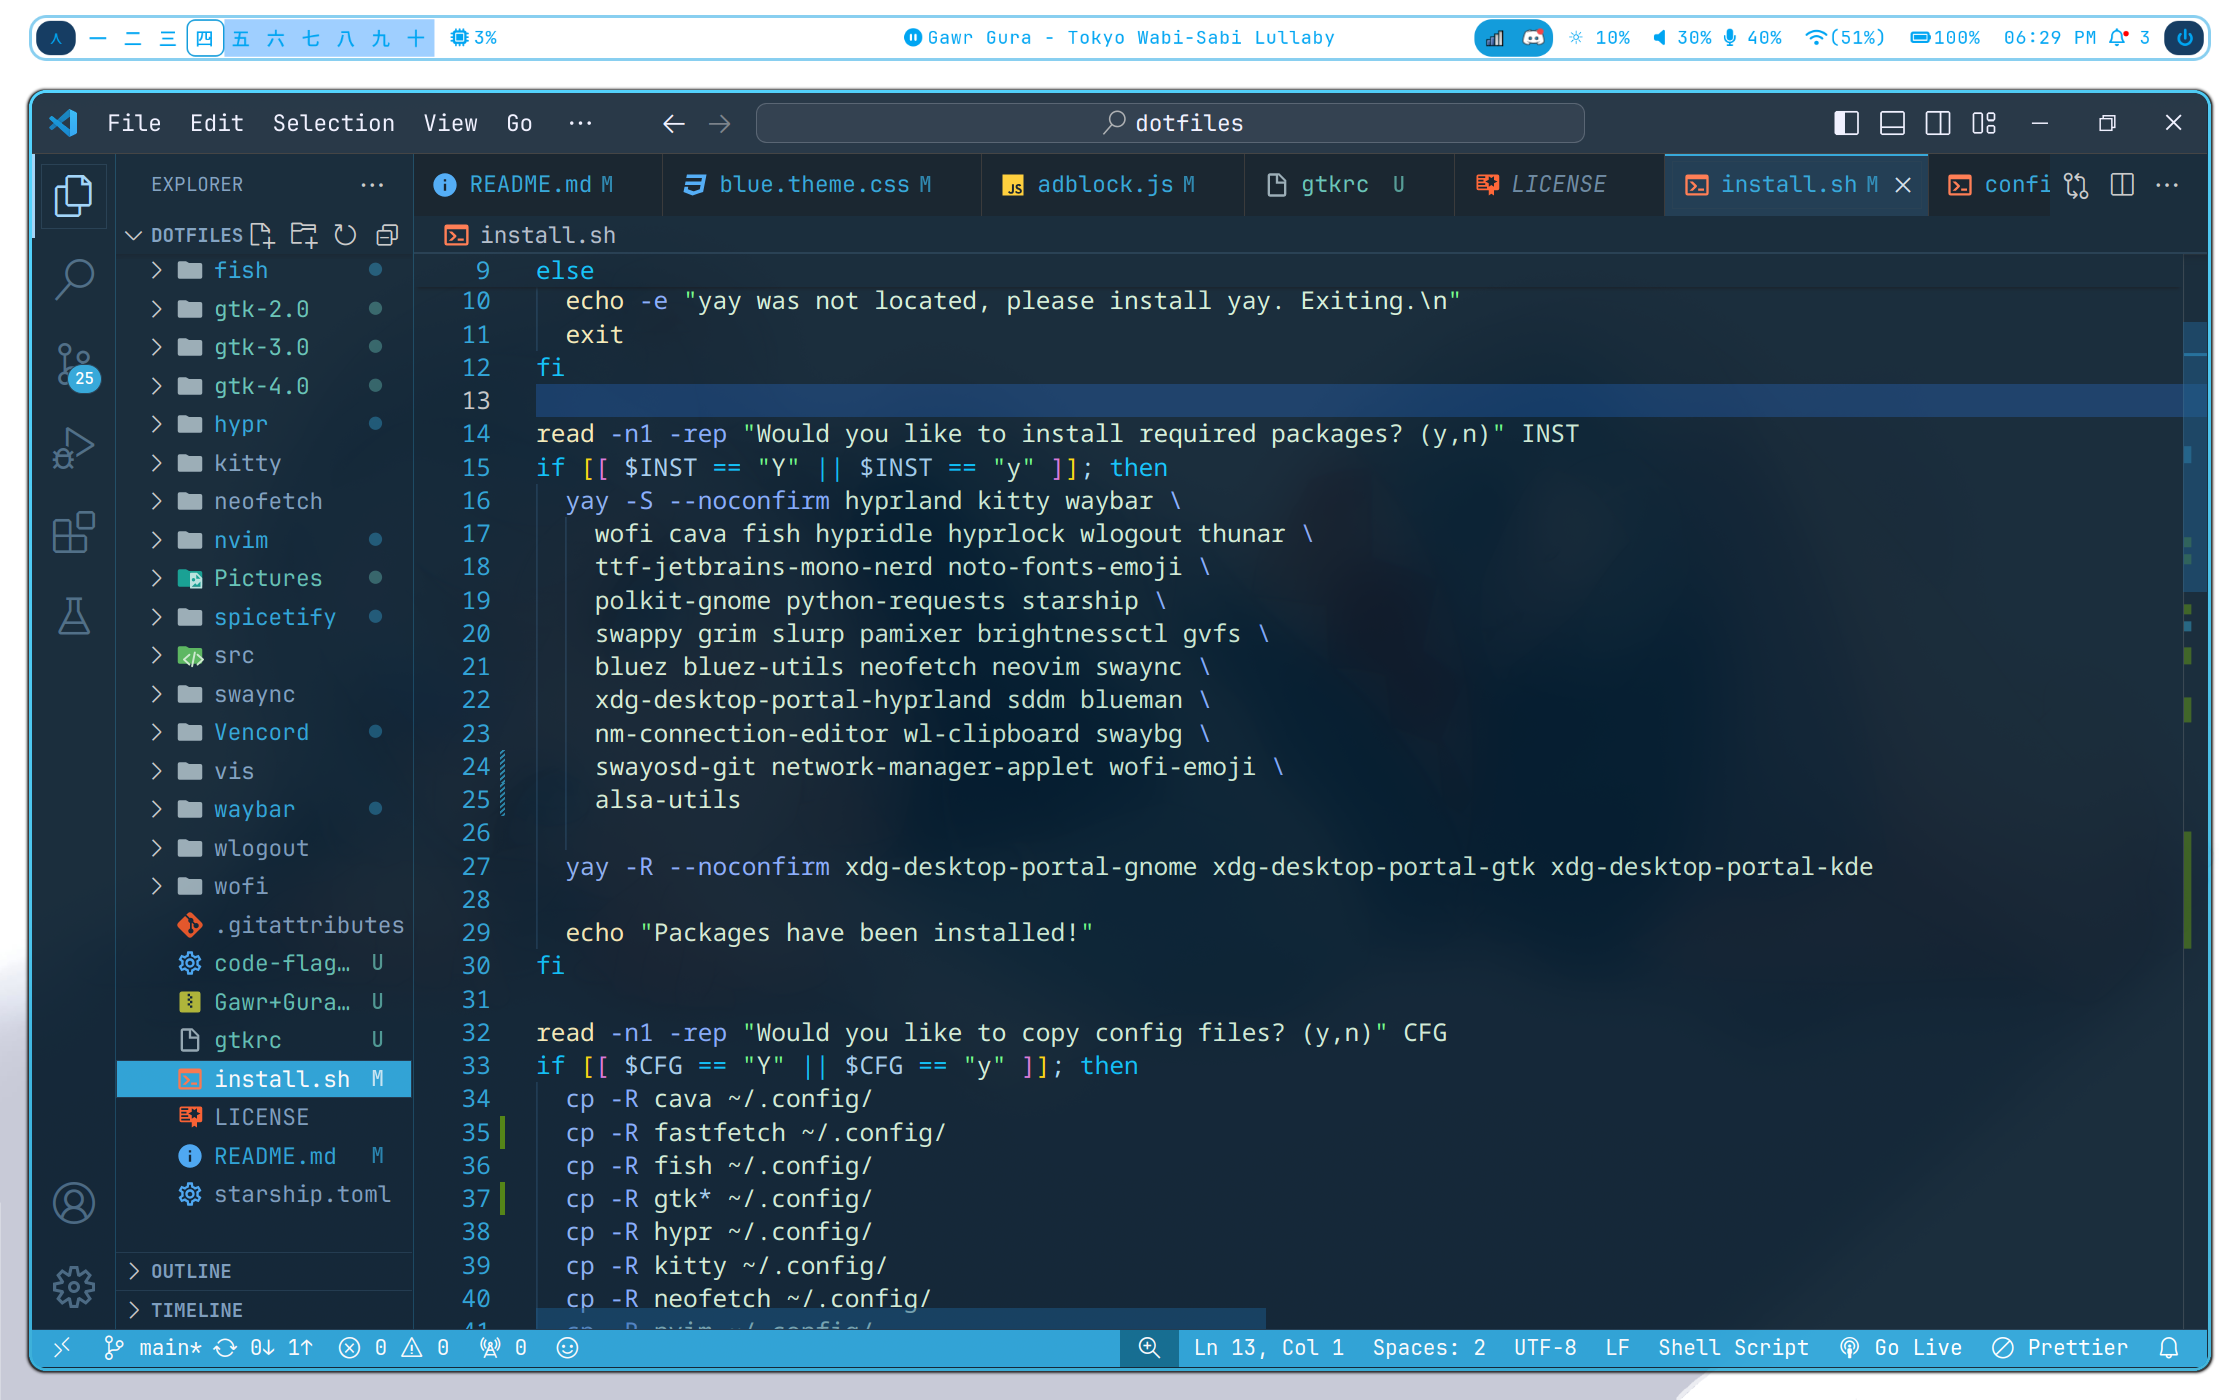 人 一 二 三 四 五 六 七 八 九 十 3% Gawr Gura - Tokyo Wabi-Sabi Lullaby 10% 30% 40% (51%) 100% 06:29 PM 3
File Edit Selection View Go ··· dotfiles
EXPLORER ···
README.md M blue.theme.css M JS adblock.js M gtkrc U LICENSE install.sh M confi ···
DOTFILES
install.sh
fish
gtk-2.0
gtk-3.0
gtk-4.0
hypr
kitty
neofetch
nvim
Pictures
spicetify
src
swaync
Vencord
vis
waybar
wlogout
wofi
.gitattributes
code-flag… U
Gawr+Gura… U
gtkrc U
install.sh M
LICENSE
README.md M
starship.toml
OUTLINE
TIMELINE
25
9 else
10 echo -e "yay was not located, please install yay. Exiting.\n"
11 exit
12 fi
13
14 read -n1 -rep "Would you like to install required packages? (y,n)" INST
15 if [[ $INST == "Y" || $INST == "y" ]]; then
16 yay -S --noconfirm hyprland kitty waybar \
17 wofi cava fish hypridle hyprlock wlogout thunar \
18 ttf-jetbrains-mono-nerd noto-fonts-emoji \
19 polkit-gnome python-requests starship \
20 swappy grim slurp pamixer brightnessctl gvfs \
21 bluez bluez-utils neofetch neovim swaync \
22 xdg-desktop-portal-hyprland sddm blueman \
23 nm-connection-editor wl-clipboard swaybg \
24 swayosd-git network-manager-applet wofi-emoji \
25 alsa-utils
26
27 yay -R --noconfirm xdg-desktop-portal-gnome xdg-desktop-portal-gtk xdg-desktop-portal-kde
28
29 echo "Packages have been installed!"
30 fi
31
32 read -n1 -rep "Would you like to copy config files? (y,n)" CFG
33 if [[ $CFG == "Y" || $CFG == "y" ]]; then
34 cp -R cava ~/.config/
35 cp -R fastfetch ~/.config/
36 cp -R fish ~/.config/
37 cp -R gtk* ~/.config/
38 cp -R hypr ~/.config/
39 cp -R kitty ~/.config/
40 cp -R neofetch ~/.config/
41 cp -R nvim ~/.config/
main* 0↓ 1↑ 0 0 0 Ln 13, Col 1 Spaces: 2 UTF-8 LF Shell Script Go Live Prettier